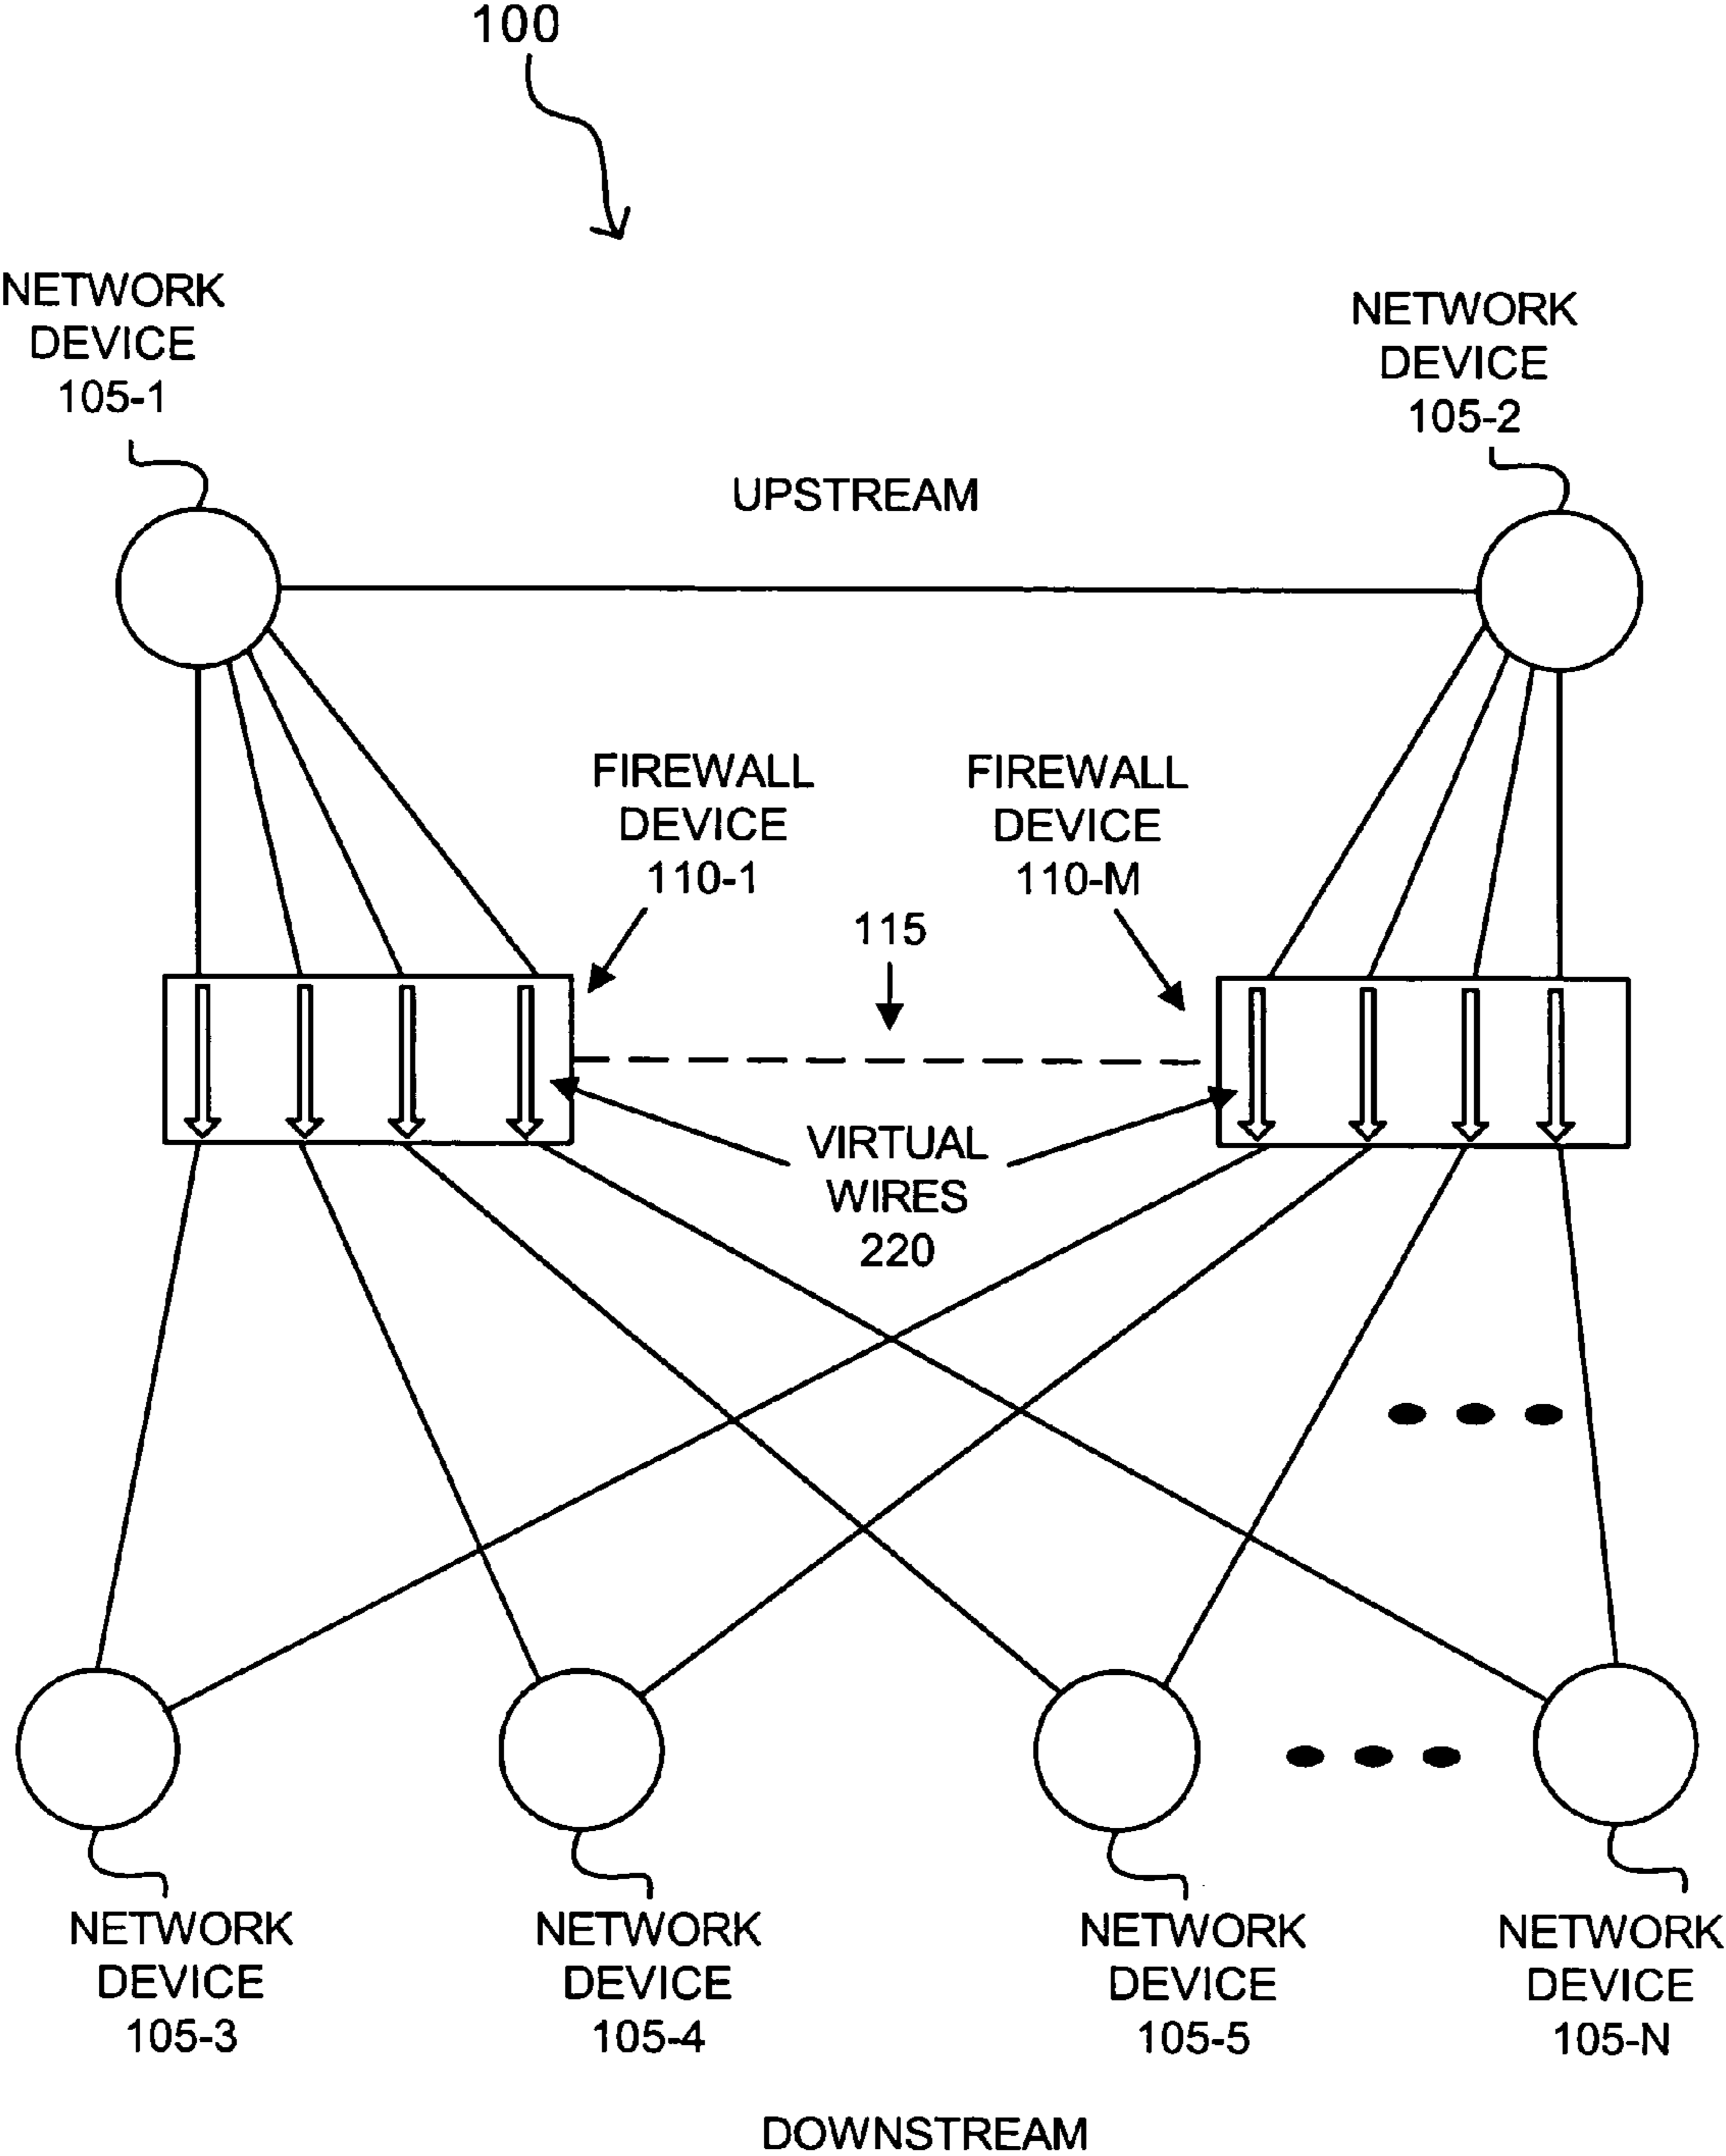 100
NETWORK
DEVICE
105-1
NETWORK
DEVICE
105-2
UPSTREAM
FIREWALL
DEVICE
110-1
FIREWALL
DEVICE
110-M
115
VIRTUAL
WIRES
220
NETWORK
DEVICE
105-3
NETWORK
DEVICE
105-4
NETWORK
DEVICE
105-5
NETWORK
DEVICE
105-N
DOWNSTREAM